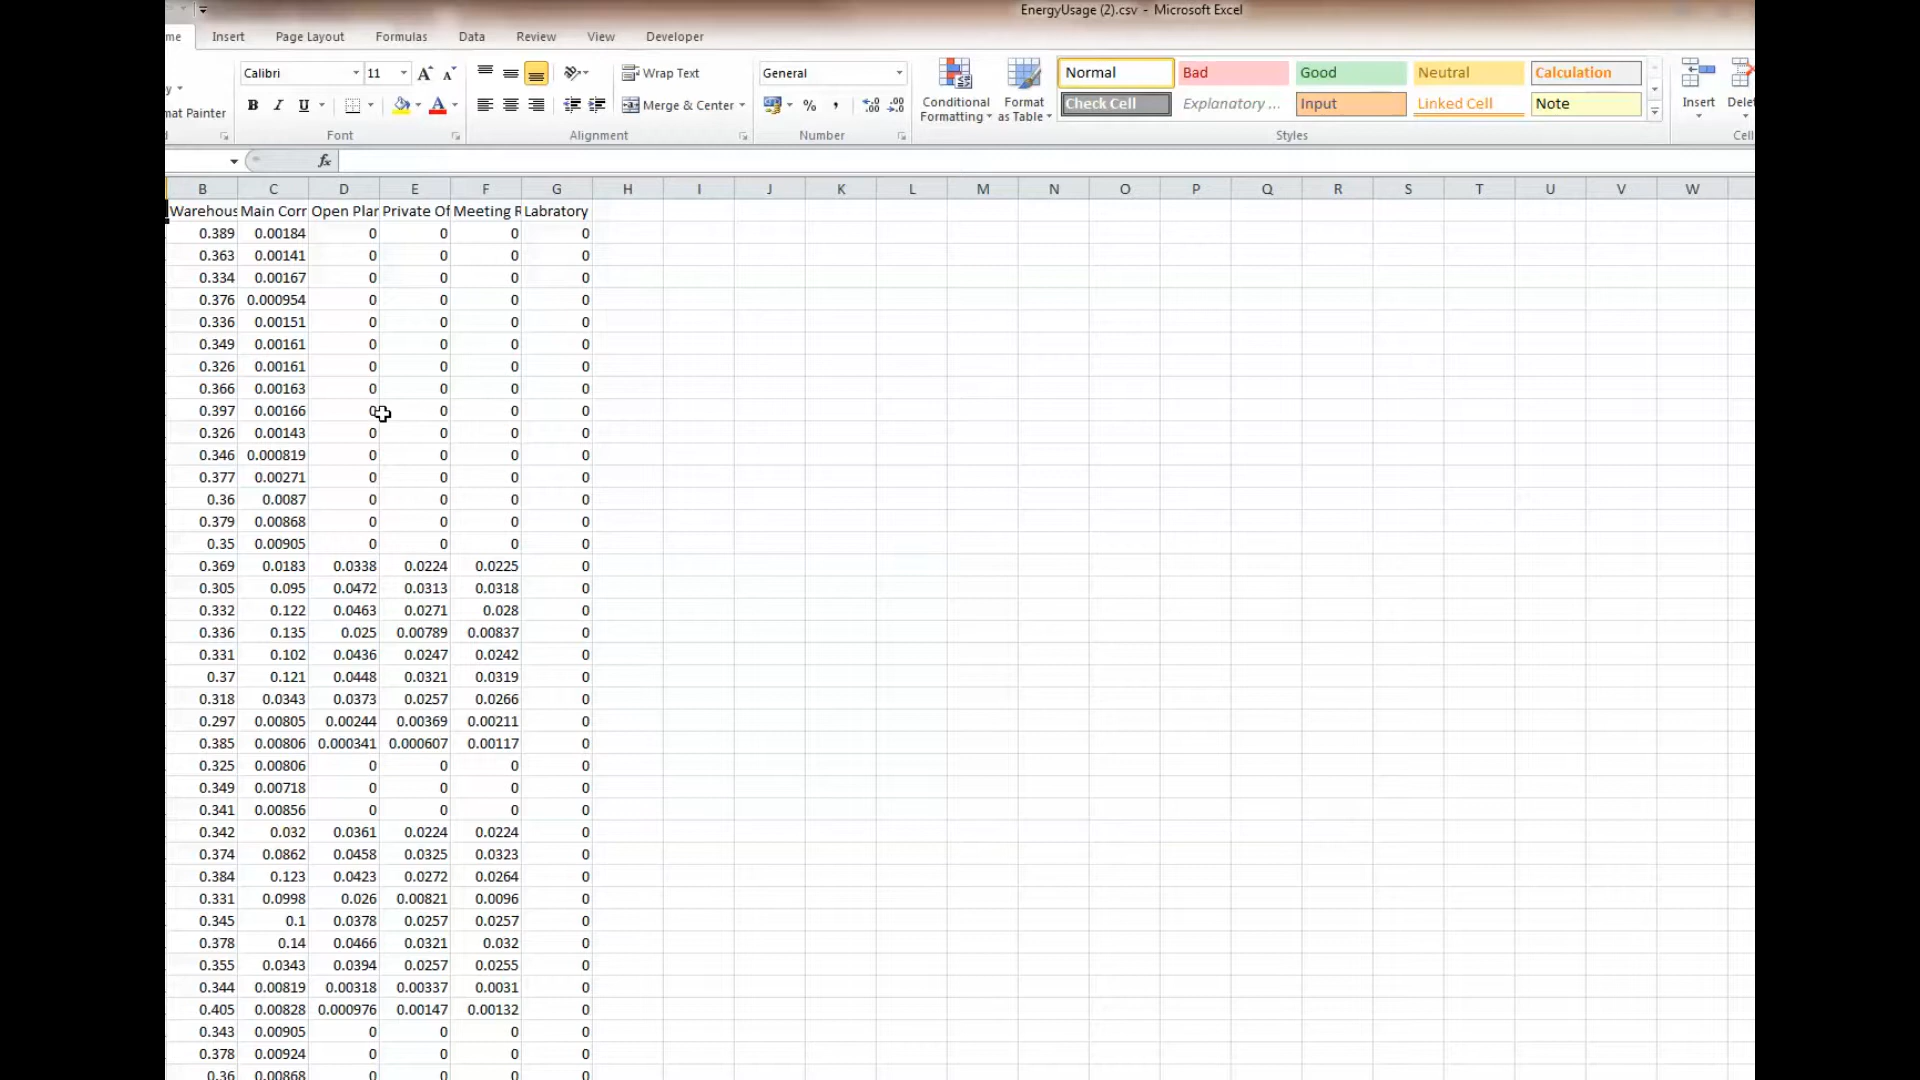 EnergyUsage (2).csv - Microsoft Excel
me Insert Page Layout Formulas Data Review View Developer
Calibri 11 A A Wrap Text General Conditional Formatting Format as Table Normal Bad Good Neutral Calculation Insert Delet
mat Painter B I U A Merge & Center % , Check Cell Explanatory ... Input Linked Cell Note
Font Alignment Number Styles Cell
fx
B C D E F G H I J K L M N O P Q R S T U V W
Warehous Main Corr Open Plan Private Of Meeting R Labratory
0.389 0.00184 0 0 0 0
0.363 0.00141 0 0 0 0
0.334 0.00167 0 0 0 0
0.376 0.000954 0 0 0 0
0.336 0.00151 0 0 0 0
0.349 0.00161 0 0 0 0
0.326 0.00161 0 0 0 0
0.366 0.00163 0 0 0 0
0.397 0.00166 0 0 0 0
0.326 0.00143 0 0 0 0
0.346 0.000819 0 0 0 0
0.377 0.00271 0 0 0 0
0.36 0.0087 0 0 0 0
0.379 0.00868 0 0 0 0
0.35 0.00905 0 0 0 0
0.369 0.0183 0.0338 0.0224 0.0225 0
0.305 0.095 0.0472 0.0313 0.0318 0
0.332 0.122 0.0463 0.0271 0.028 0
0.336 0.135 0.025 0.00789 0.00837 0
0.331 0.102 0.0436 0.0247 0.0242 0
0.37 0.121 0.0448 0.0321 0.0319 0
0.318 0.0343 0.0373 0.0257 0.0266 0
0.297 0.00805 0.00244 0.00369 0.00211 0
0.385 0.00806 0.000341 0.000607 0.00117 0
0.325 0.00806 0 0 0 0
0.349 0.00718 0 0 0 0
0.341 0.00856 0 0 0 0
0.342 0.032 0.0361 0.0224 0.0224 0
0.374 0.0862 0.0458 0.0325 0.0323 0
0.384 0.123 0.0423 0.0272 0.0264 0
0.331 0.0998 0.026 0.00821 0.0096 0
0.345 0.1 0.0378 0.0257 0.0257 0
0.378 0.14 0.0466 0.0321 0.032 0
0.355 0.0343 0.0394 0.0257 0.0255 0
0.344 0.00819 0.00318 0.00337 0.0031 0
0.405 0.00828 0.000976 0.00147 0.00132 0
0.343 0.00905 0 0 0 0
0.378 0.00924 0 0 0 0
0.36 0.00868 0 0 0 0